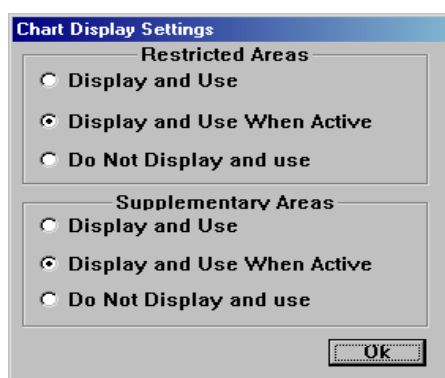 Chart Display Settings
Restricted Areas
Display and Use
Display and Use When Active
Do Not Display and use
Supplementary Areas
Display and Use
Display and Use When Active
Do Not Display and use
Ok